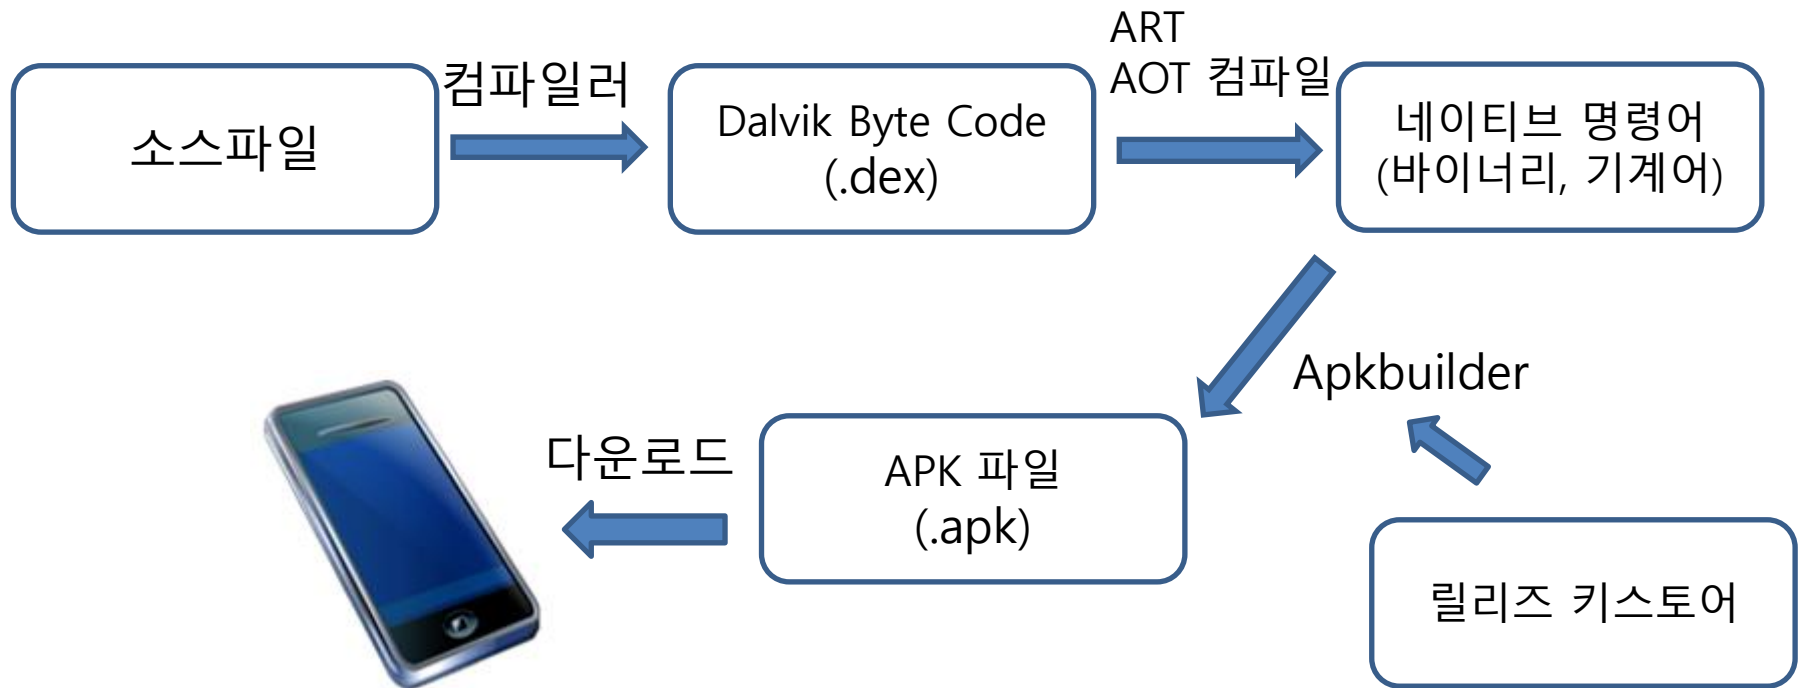 소스파일
컴파일러
Dalvik Byte Code
(.dex)
ART
AOT 컴파일
네이티브 명령어
(바이너리, 기계어)
Apkbuilder
다운로드
APK 파일
(.apk)
릴리즈 키스토어